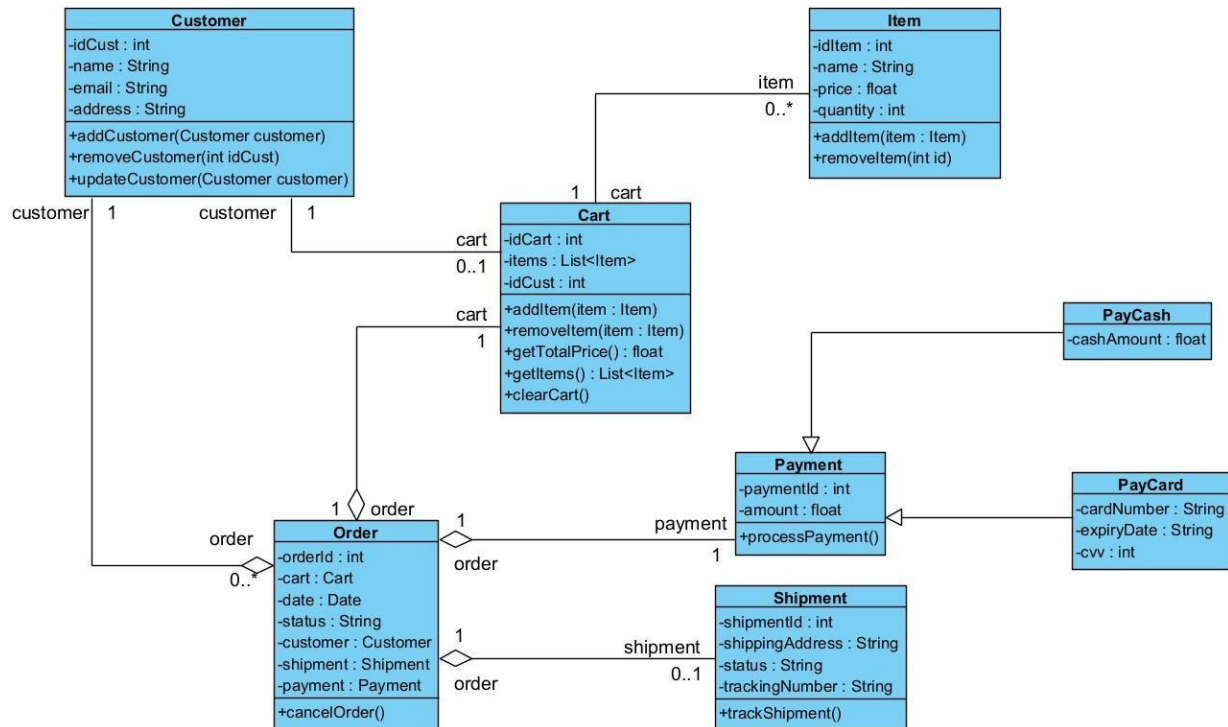 Customer
-idCust : int
-name : String
-email : String
-address : String
+addCustomer(Customer customer)
+removeCustomer(int idCust)
+updateCustomer(Customer customer)
Item
-idItem : int
-name : String
-price : float
-quantity : int
+addItem(item : Item)
+removeItem(int id)
item
0..*
1 cart
customer 1
customer 1
cart
0..1
Cart
-idCart : int
-items : List<Item>
-idCust : int
+addItem(item : Item)
+removeItem(item : Item)
+getTotalPrice() : float
+getItems() : List<Item>
+clearCart()
cart
1
PayCash
-cashAmount : float
Payment
-paymentId : int
-amount : float
+processPayment()
PayCard
-cardNumber : String
-expiryDate : String
-cvv : int
1 order
order
0..*
Order
-orderId : int
-cart : Cart
-date : Date
-status : String
-customer : Customer
-shipment : Shipment
-payment : Payment
+cancelOrder()
1
order
payment
1
1
order
shipment
0..1
Shipment
-shipmentId : int
-shippingAddress : String
-status : String
-trackingNumber : String
+trackShipment()